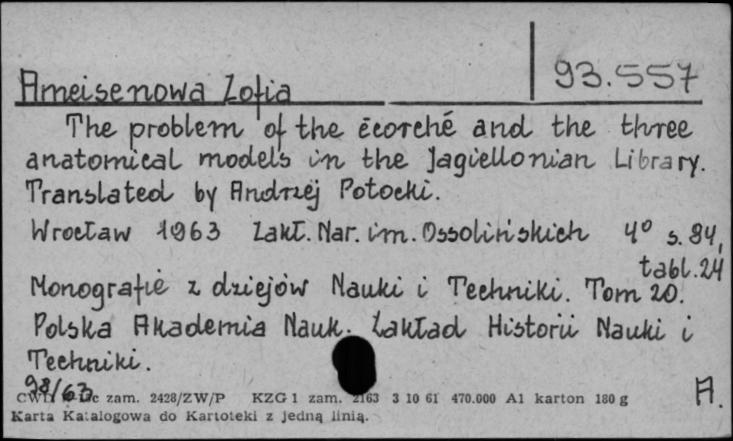 93.557
Ameisenowa Zofia
The problem of the écorché and the three
anatomical models in the Jagiellonian Library.
Translated by Andrzej Potocki.
Wrocław 1963 Zakł. Nar. im. Ossolińskich 4° s. 84,
tabl. 24
Monografie z dziejów Nauki i Techniki. Tom 20.
Polska Akademia Nauk. Zakład Historii Nauki i
Techniki.
98/63
zam. 2428/ZW/P KZG 1 zam. 2163 3 10 61 470.000 A1 karton 180 g
A.
Karta Katalogowa do Kartoteki z jedną linią.